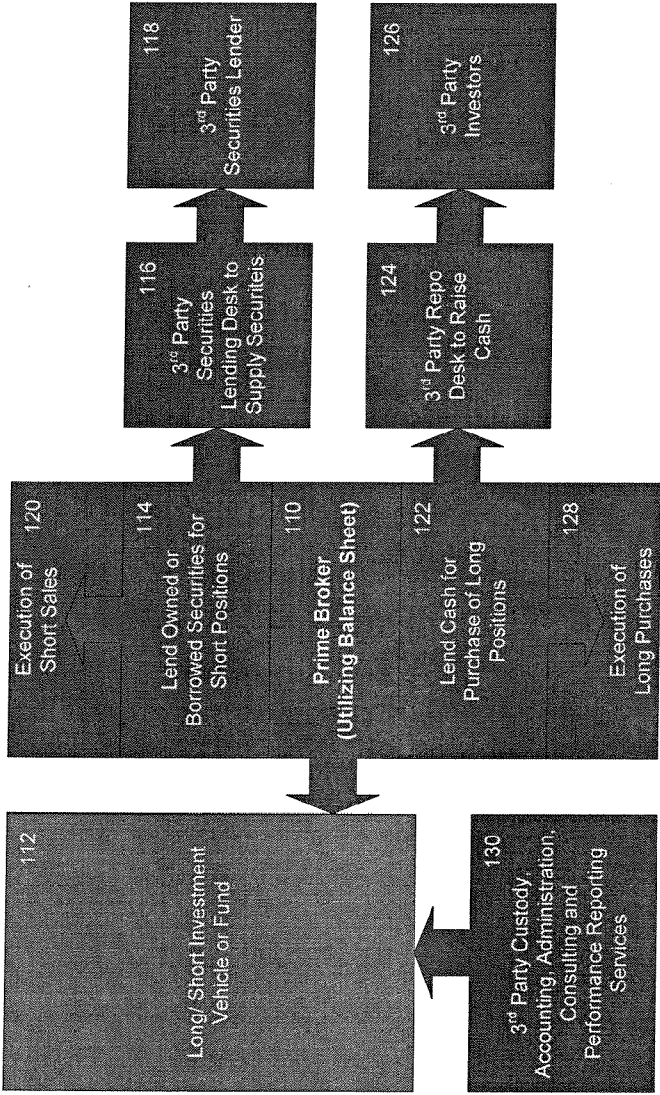 112
Long/ Short Investment
Vehicle or Fund
130
3rd Party Custody,
Accounting, Administration,
Consulting and
Performance Reporting
Services
Execution of
Short Sales
120
Lend Owned or
Borrowed Securities for
Short Positions
114
Prime Broker
(Utilizing Balance Sheet)
110
Lend Cash for
Purchase of Long
Positions
122
Execution of
Long Purchases
128
116
3rd Party
Securities
Lending Desk to
Supply Securiteis
124
3rd Party Repo
Desk to Raise
Cash
118
3rd Party
Securities Lender
126
3rd Party
Investors